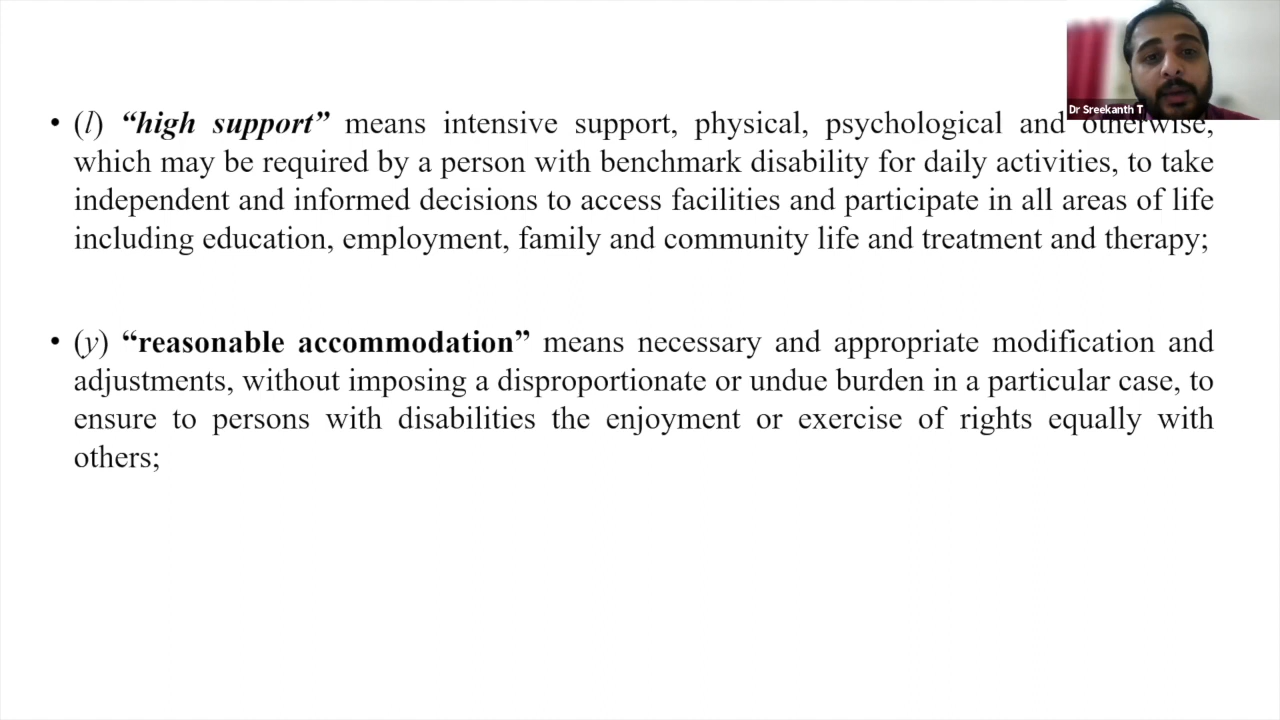 Dr Sreekanth T
• (l) “high support” means intensive support, physical, psychological and otherwise,
which may be required by a person with benchmark disability for daily activities, to take
independent and informed decisions to access facilities and participate in all areas of life
including education, employment, family and community life and treatment and therapy;
• (y) “reasonable accommodation” means necessary and appropriate modification and
adjustments, without imposing a disproportionate or undue burden in a particular case, to
ensure to persons with disabilities the enjoyment or exercise of rights equally with
others;